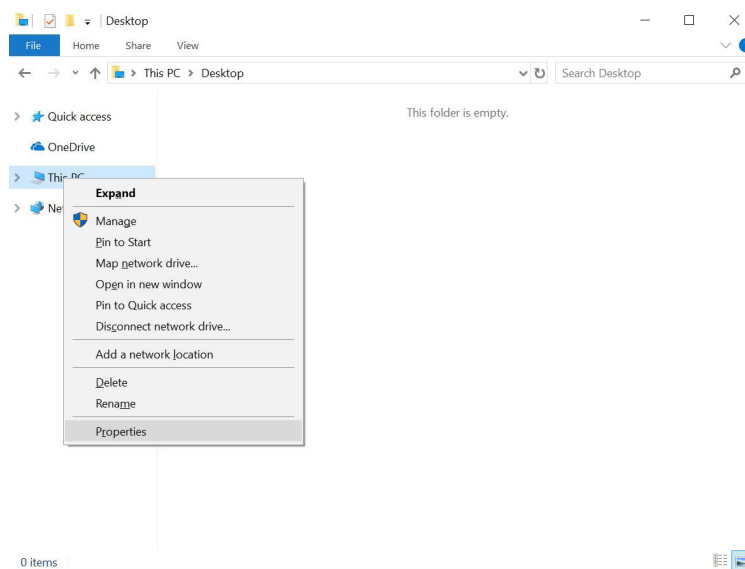 Desktop
File Home Share View
This PC Desktop
Search Desktop
Quick access
This folder is empty.
OneDrive
This PC
Expand
Manage
Pin to Start
Map network drive...
Open in new window
Pin to Quick access
Disconnect network drive...
Add a network location
Delete
Rename
Properties
0 items